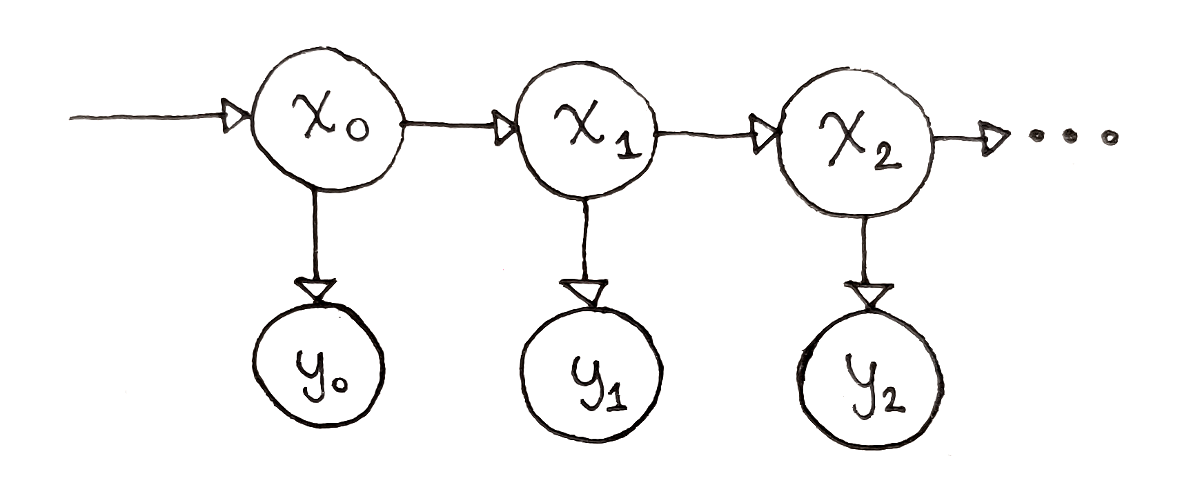 x₀ x₁ x₂ ...
y₀ y₁ y₂